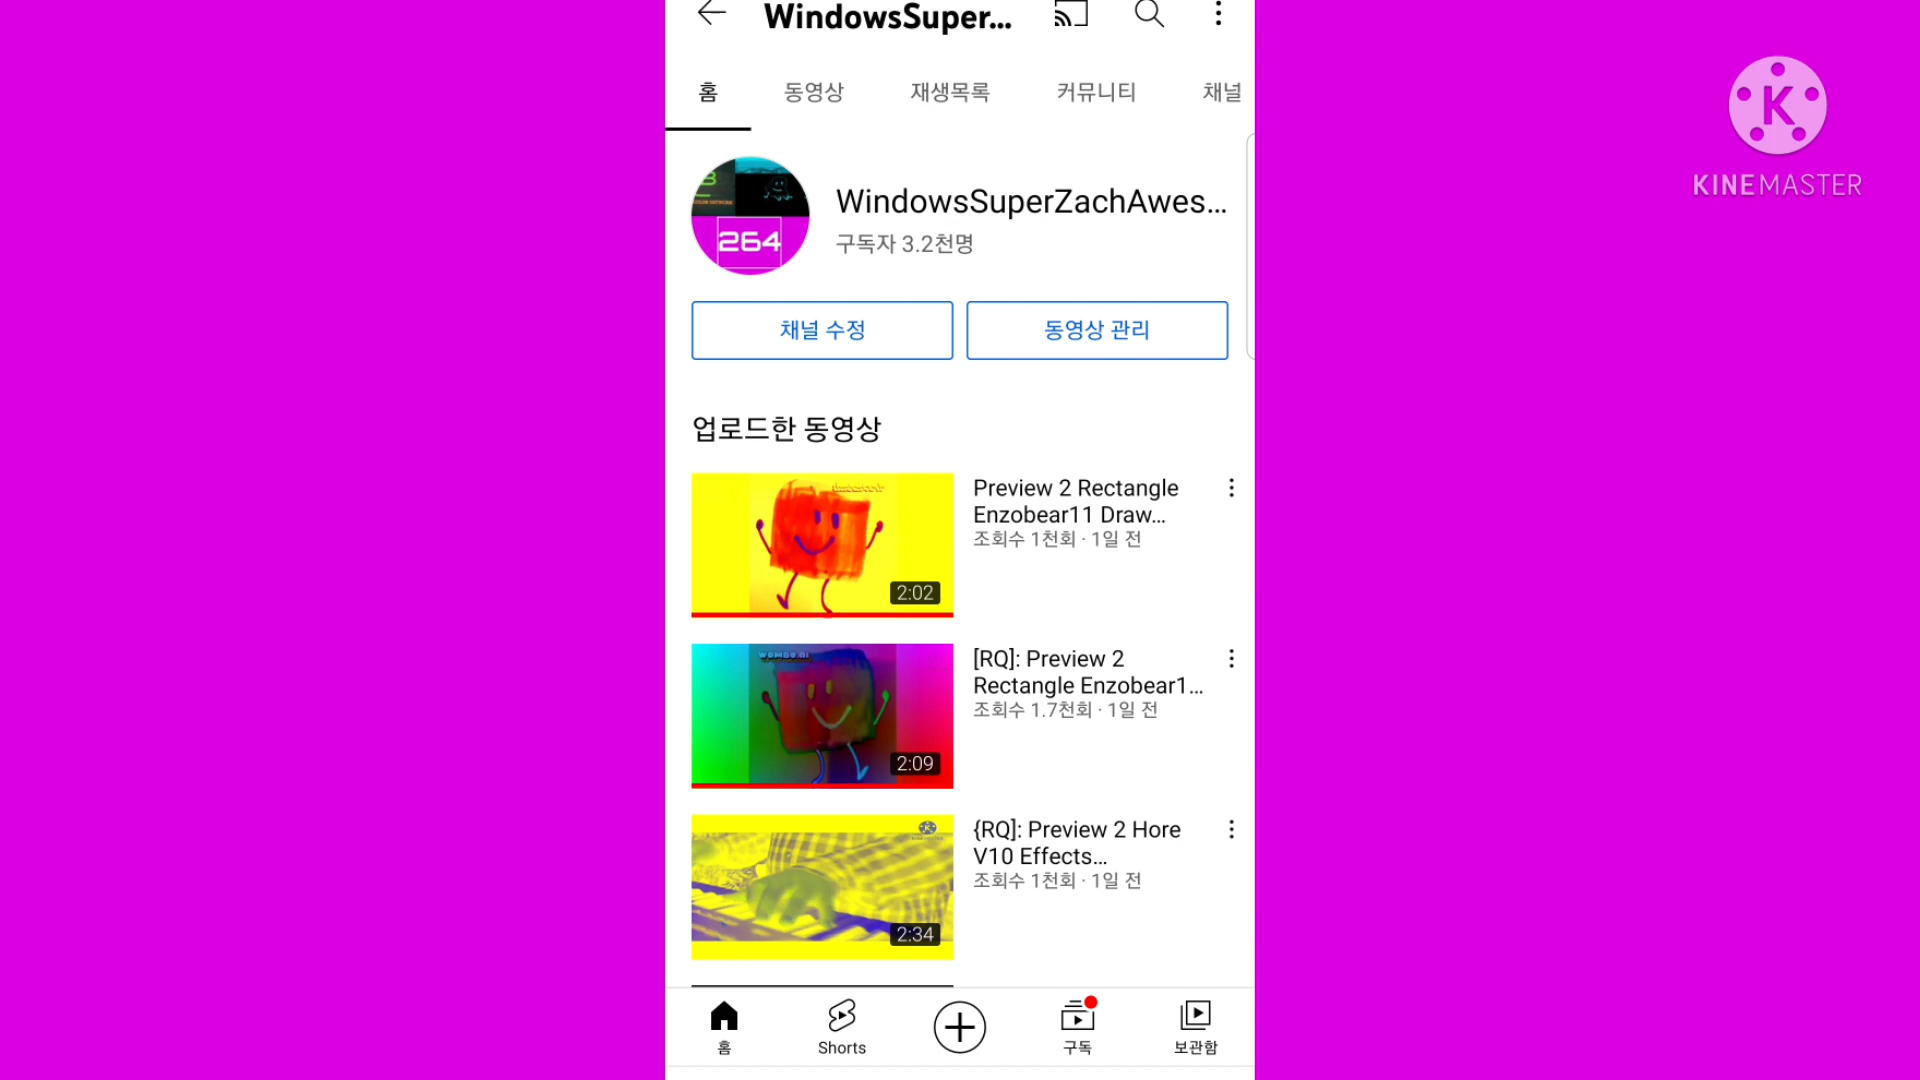 WindowsSuper...
홈 동영상 재생목록 커뮤니티 채널
KINEMASTER
264
WindowsSuperZachAwes...
구독자 3.2천명
채널 수정 동영상 관리
업로드한 동영상
Preview 2 Rectangle
Enzobear11 Draw...
조회수 1천회 · 1일 전
2:02
[RQ]: Preview 2
Rectangle Enzobear1...
조회수 1.7천회 · 1일 전
2:09
{RQ]: Preview 2 Hore
V10 Effects...
조회수 1천회 · 1일 전
2:34
홈 Shorts 구독 보관함